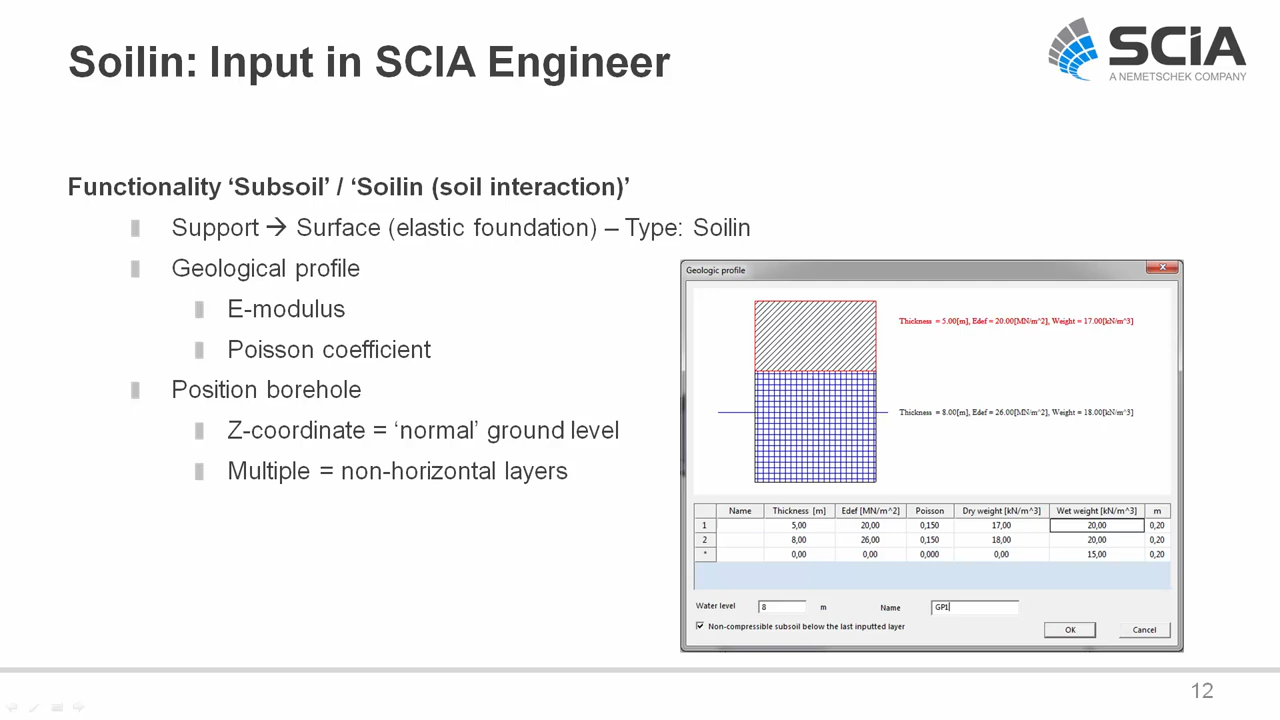 Soilin: Input in SCIA Engineer
SCiA
A NEMETSCHEK COMPANY
Functionality ‘Subsoil’ / ‘Soilin (soil interaction)’
Support → Surface (elastic foundation) – Type: Soilin
Geological profile
E-modulus
Poisson coefficient
Position borehole
Z-coordinate = ‘normal’ ground level
Multiple = non-horizontal layers
Geologic profile
Thickness = 5.00[m], Edef = 20.00[MN/m^2], Weight = 17.00[kN/m^3]
Thickness = 8.00[m], Edef = 26.00[MN/m^2], Weight = 18.00[kN/m^3]
Name Thickness [m] Edef [MN/m^2] Poisson Dry weight [kN/m^3] Wet weight [kN/m^3] m
1 5,00 20,00 0,150 17,00 20,00 0,20
2 8,00 26,00 0,150 18,00 20,00 0,20
* 0,00 0,00 0,000 0,00 15,00 0,20
Water level 8 m Name GP1
Non-compressible subsoil below the last inputted layer
OK Cancel
12